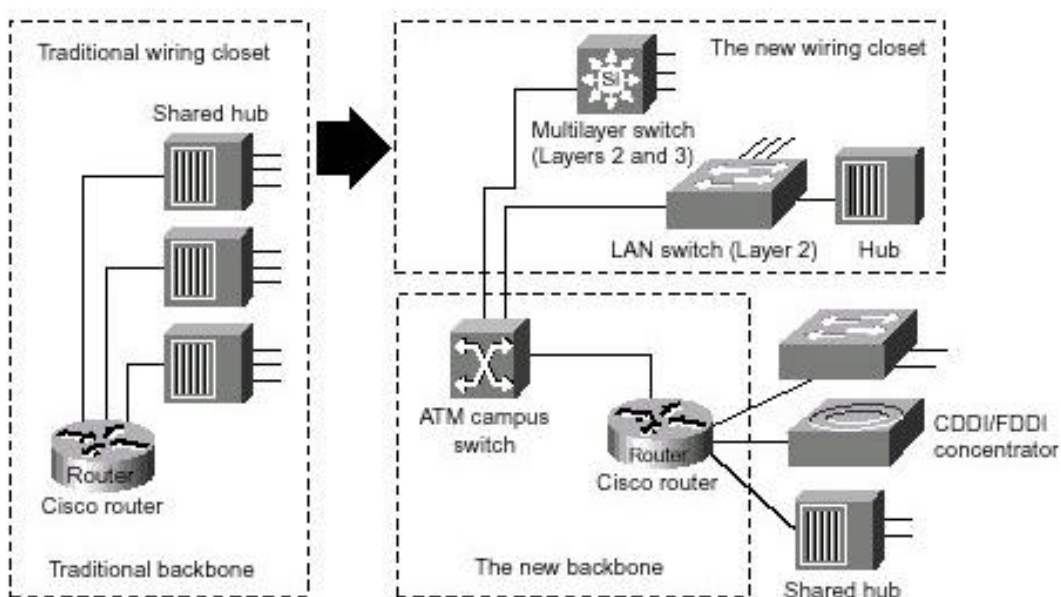 Traditional wiring closet
Shared hub
Router
Cisco router
Traditional backbone
The new wiring closet
Si
Multilayer switch
(Layers 2 and 3)
LAN switch (Layer 2)
Hub
ATM campus
switch
Router
Cisco router
The new backbone
CDDI/FDDI
concentrator
Shared hub